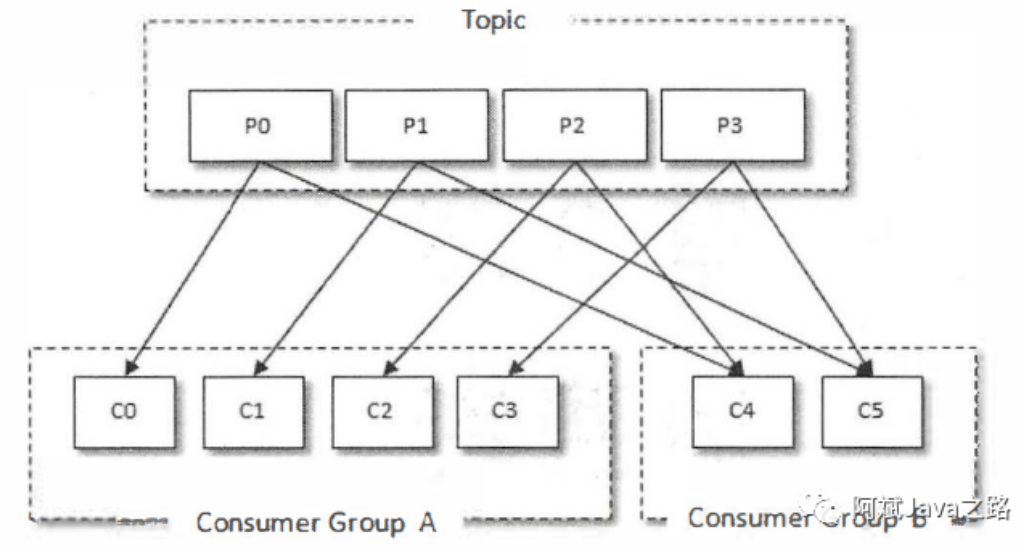 Topic
P0 P1 P2 P3
C0 C1 C2 C3 C4 C5
Consumer Group A
Consumer Group B
阿斌Java之路